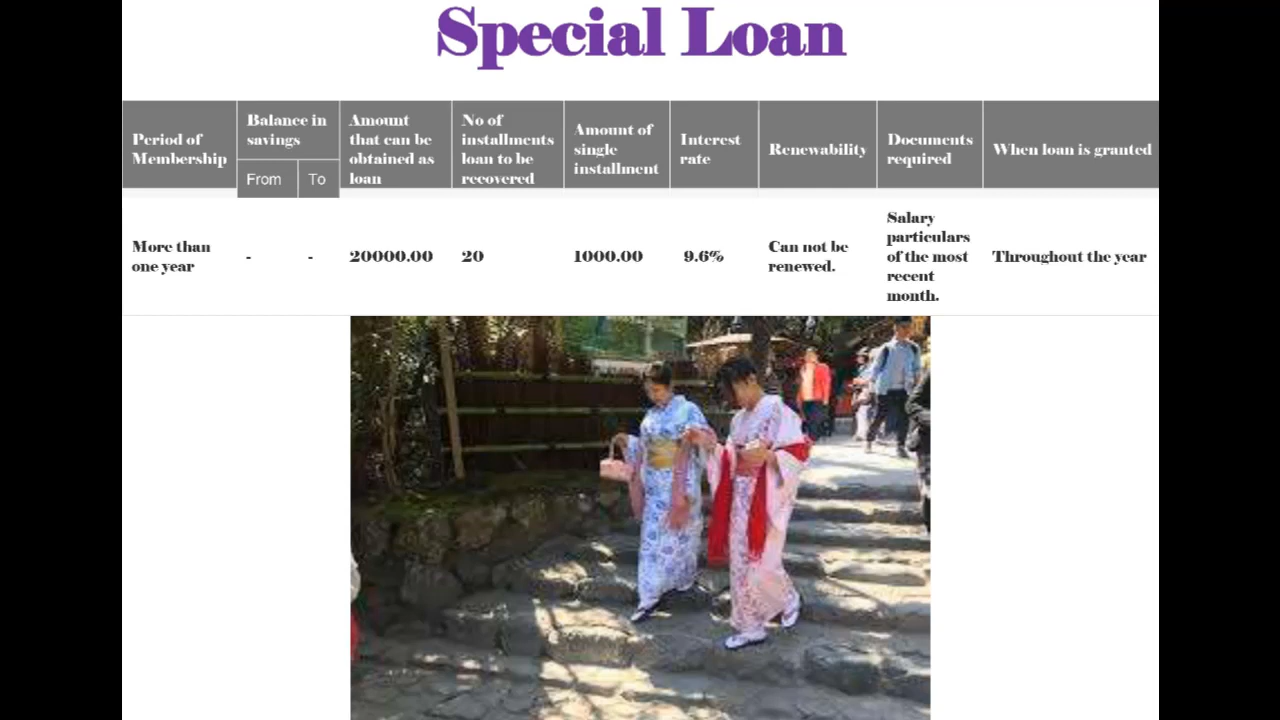 Special Loan
Period of
Membership
Balance in
savings
From To
Amount
that can be
obtained as
loan
No of
installments
loan to be
recovered
Amount of
single
installment
Interest
rate
Renewability
Documents
required
When loan is granted
More than
one year
-
-
20000.00
20
1000.00
9.6%
Can not be
renewed.
Salary
particulars
of the most
recent
month.
Throughout the year